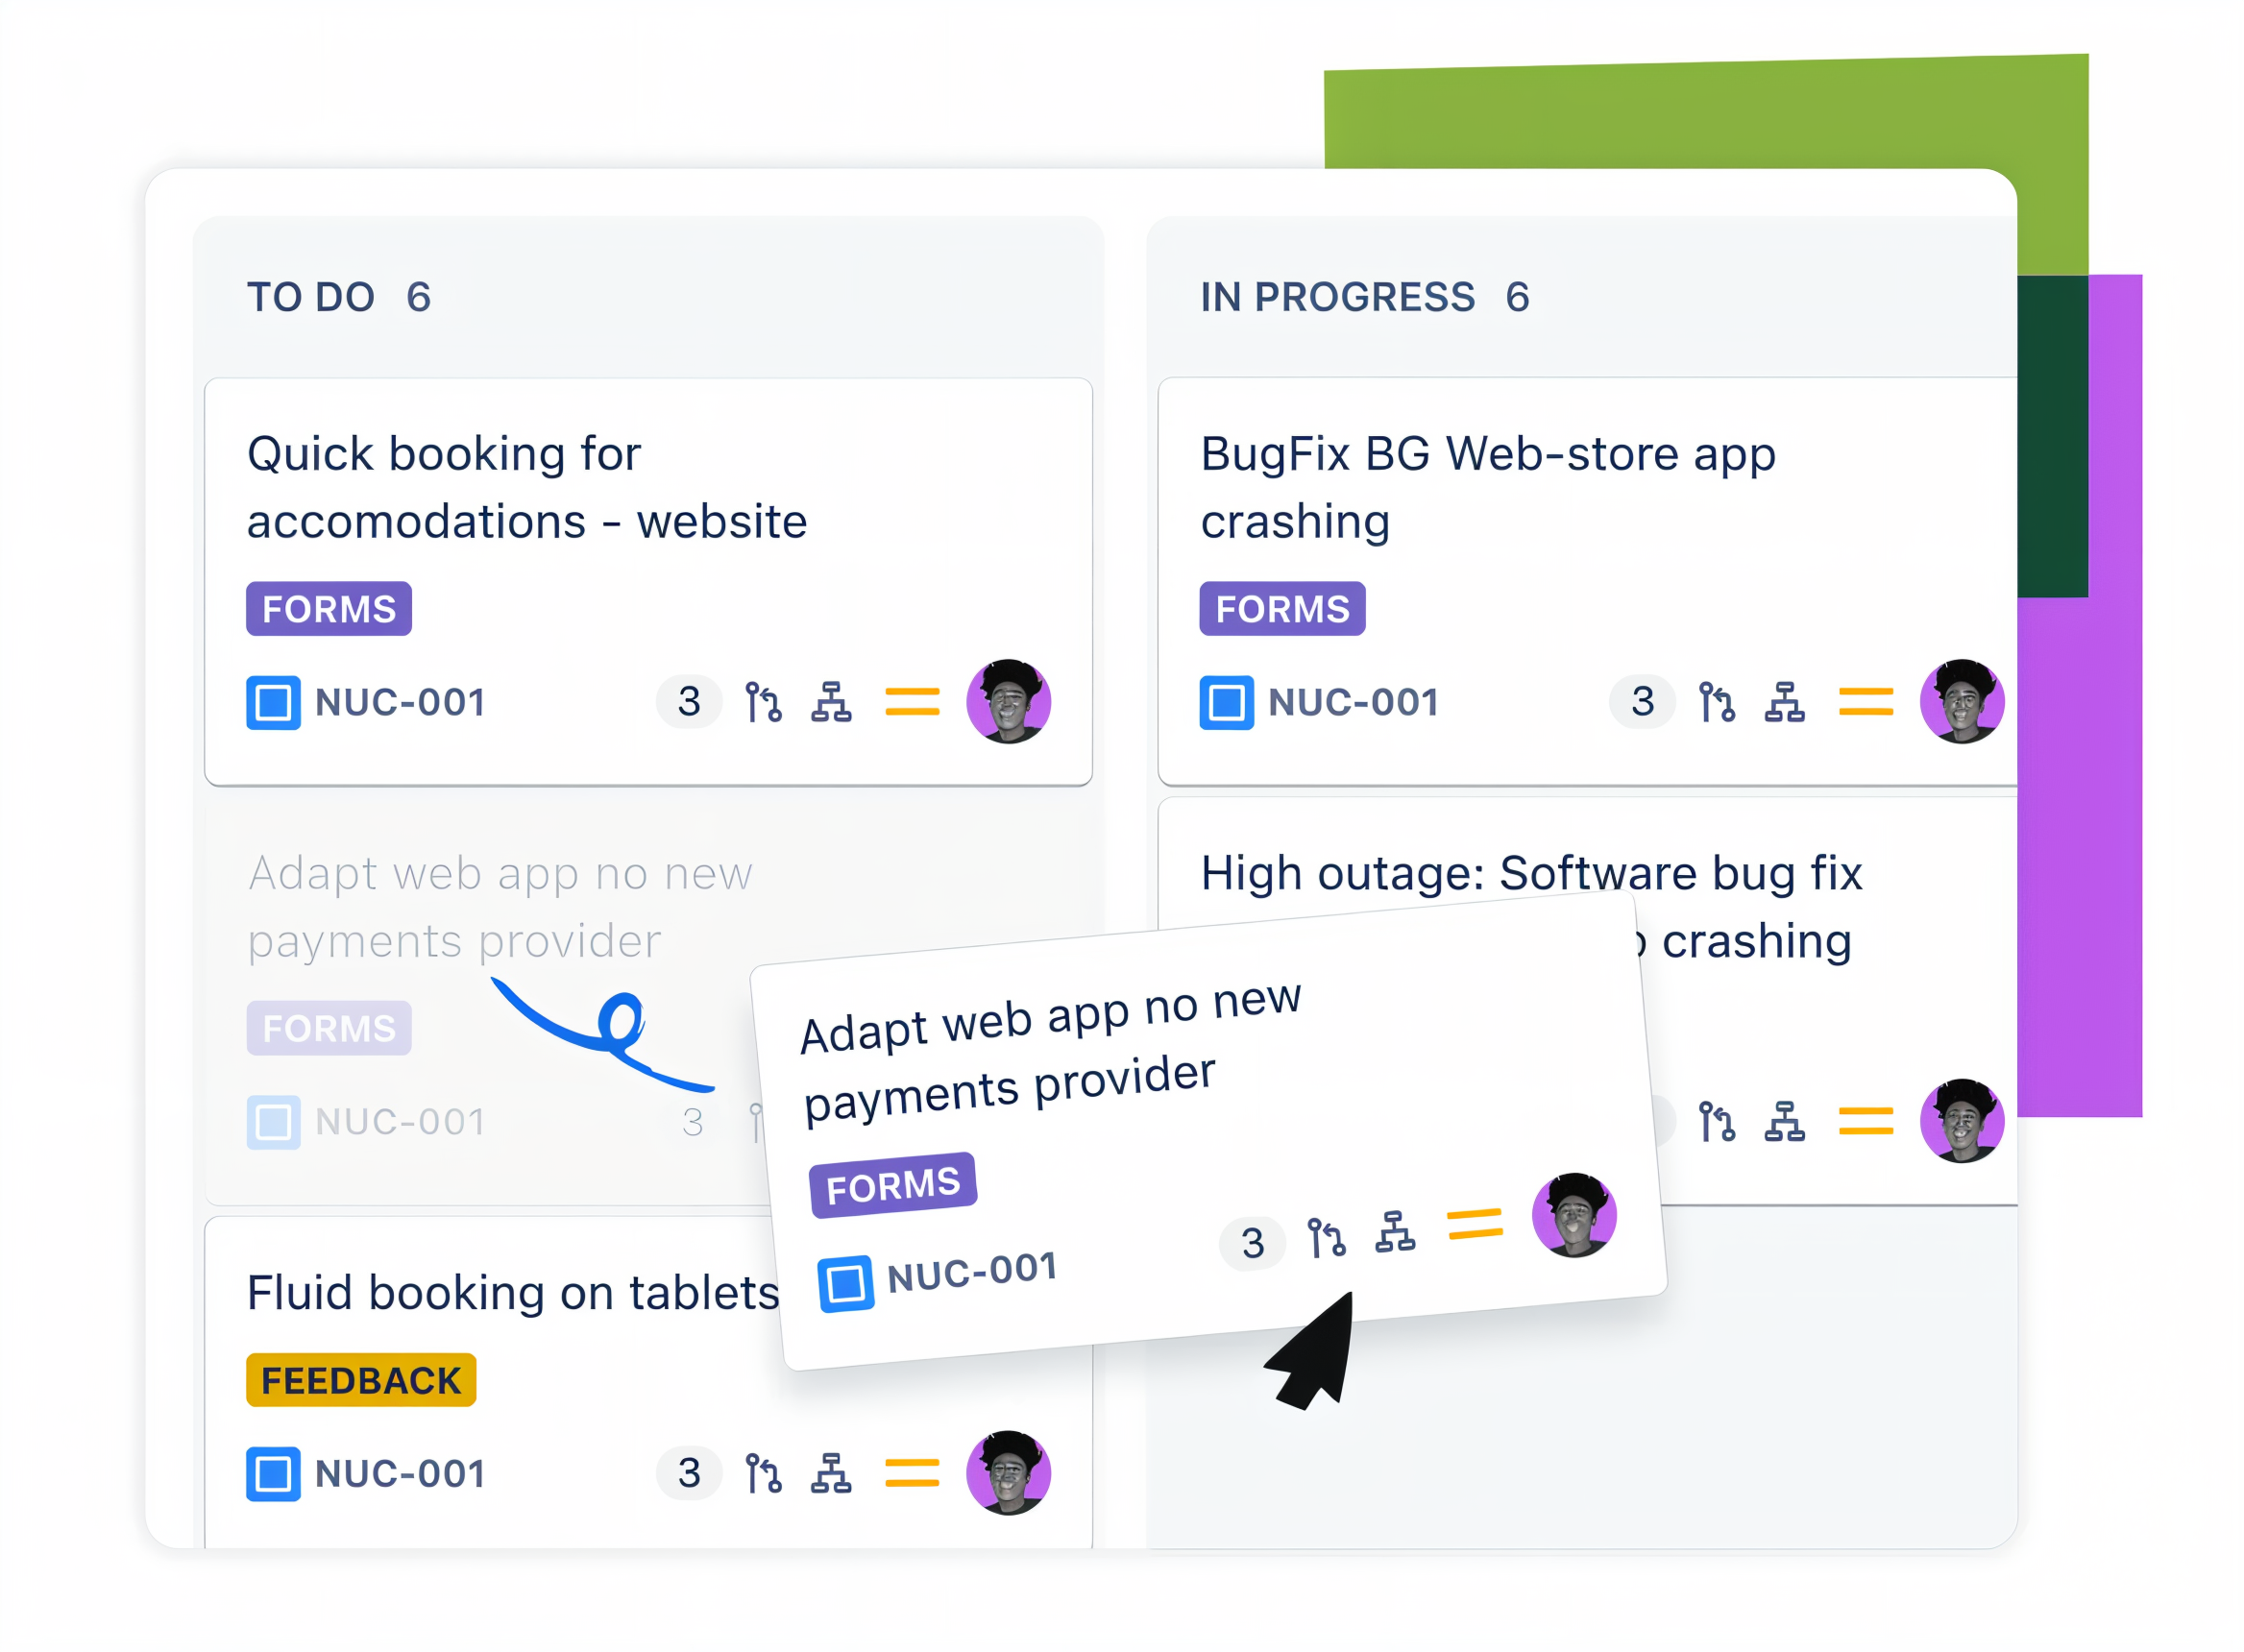 TO DO 6
Quick booking for
accomodations - website
FORMS
NUC-001 3
Adapt web app no new
payments provider
FORMS
NUC-001 3
Fluid booking on tablets
FEEDBACK
NUC-001 3
IN PROGRESS 6
BugFix BG Web-store app
crashing
FORMS
NUC-001 3
High outage: Software bug fix
crashing
Adapt web app no new
payments provider
FORMS
NUC-001 3